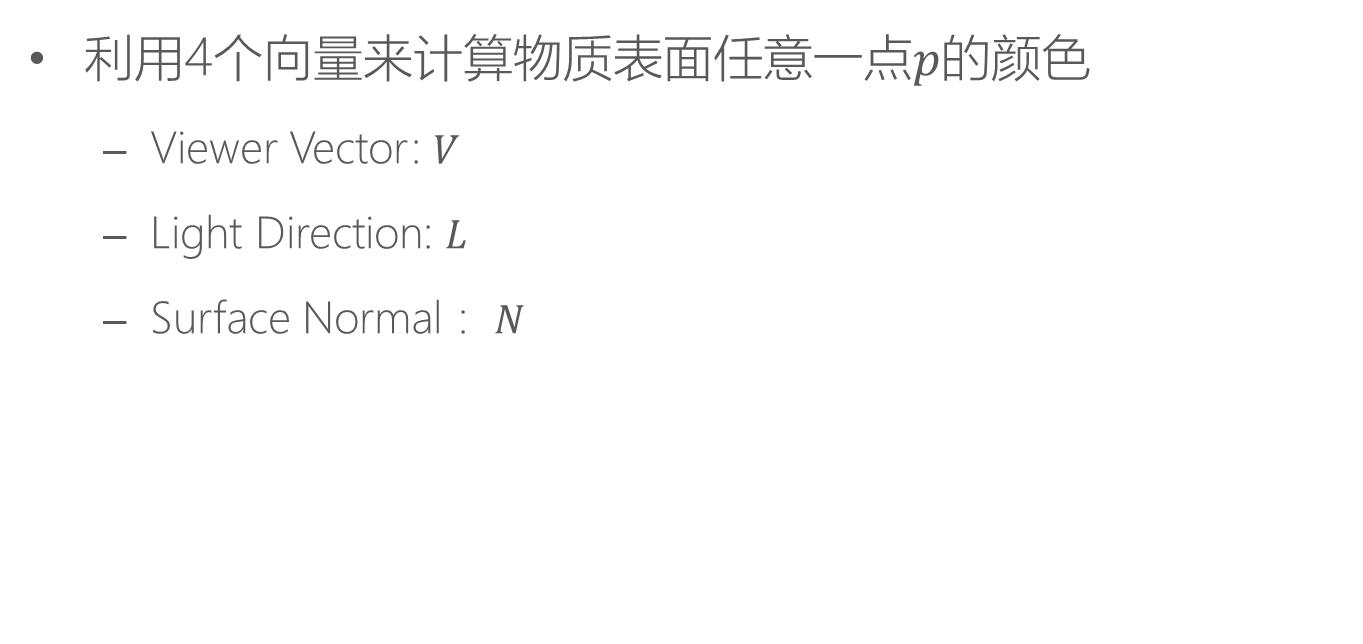 • 利用4个向量来计算物质表面任意一点p的颜色
– Viewer Vector: V
– Light Direction: L
– Surface Normal： N